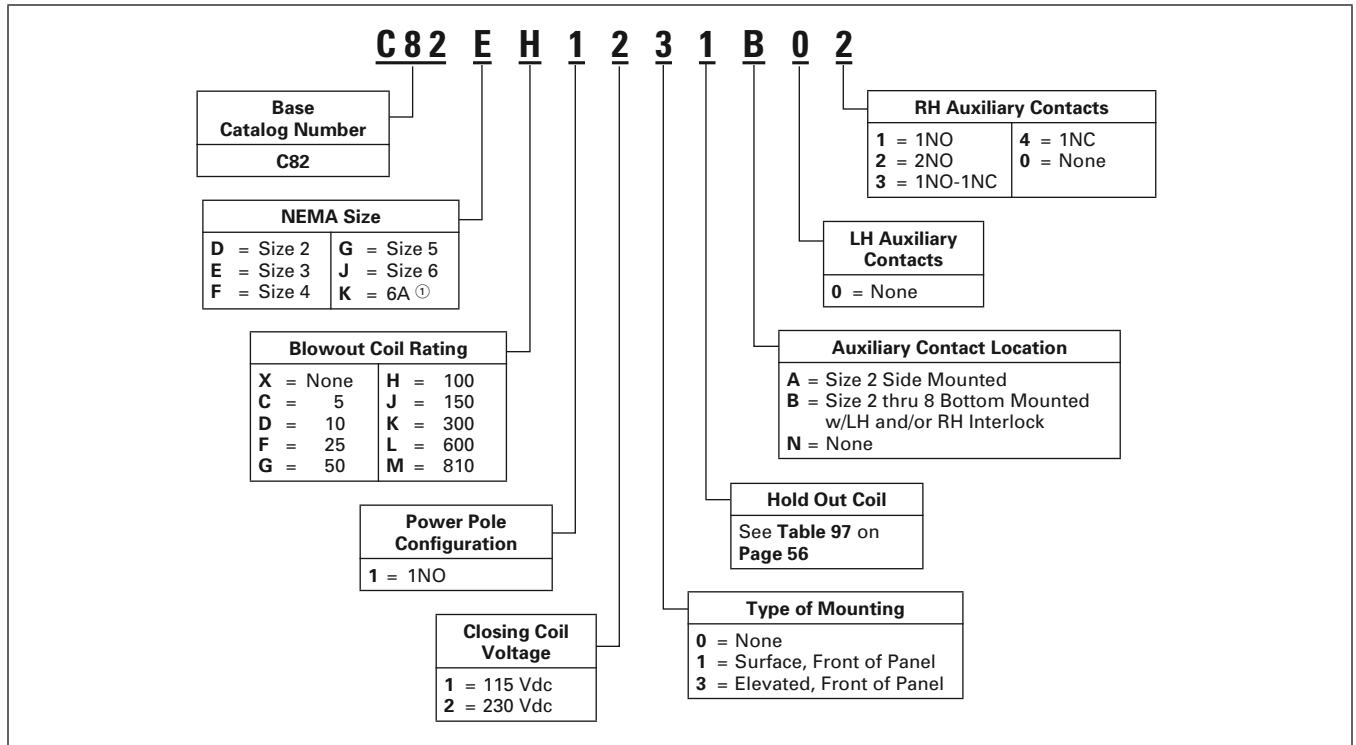 C82 E H 1 2 3 1 B 0 2
Base
Catalog Number
C82
NEMA Size
D = Size 2
E = Size 3
F = Size 4
G = Size 5
J = Size 6
K = 6A ①
Blowout Coil Rating
X = None
C = 5
D = 10
F = 25
G = 50
H = 100
J = 150
K = 300
L = 600
M = 810
Power Pole
Configuration
1 = 1NO
Closing Coil
Voltage
1 = 115 Vdc
2 = 230 Vdc
RH Auxiliary Contacts
1 = 1NO
2 = 2NO
3 = 1NO-1NC
4 = 1NC
0 = None
LH Auxiliary
Contacts
0 = None
Auxiliary Contact Location
A = Size 2 Side Mounted
B = Size 2 thru 8 Bottom Mounted
w/LH and/or RH Interlock
N = None
Hold Out Coil
See Table 97 on
Page 56
Type of Mounting
0 = None
1 = Surface, Front of Panel
3 = Elevated, Front of Panel